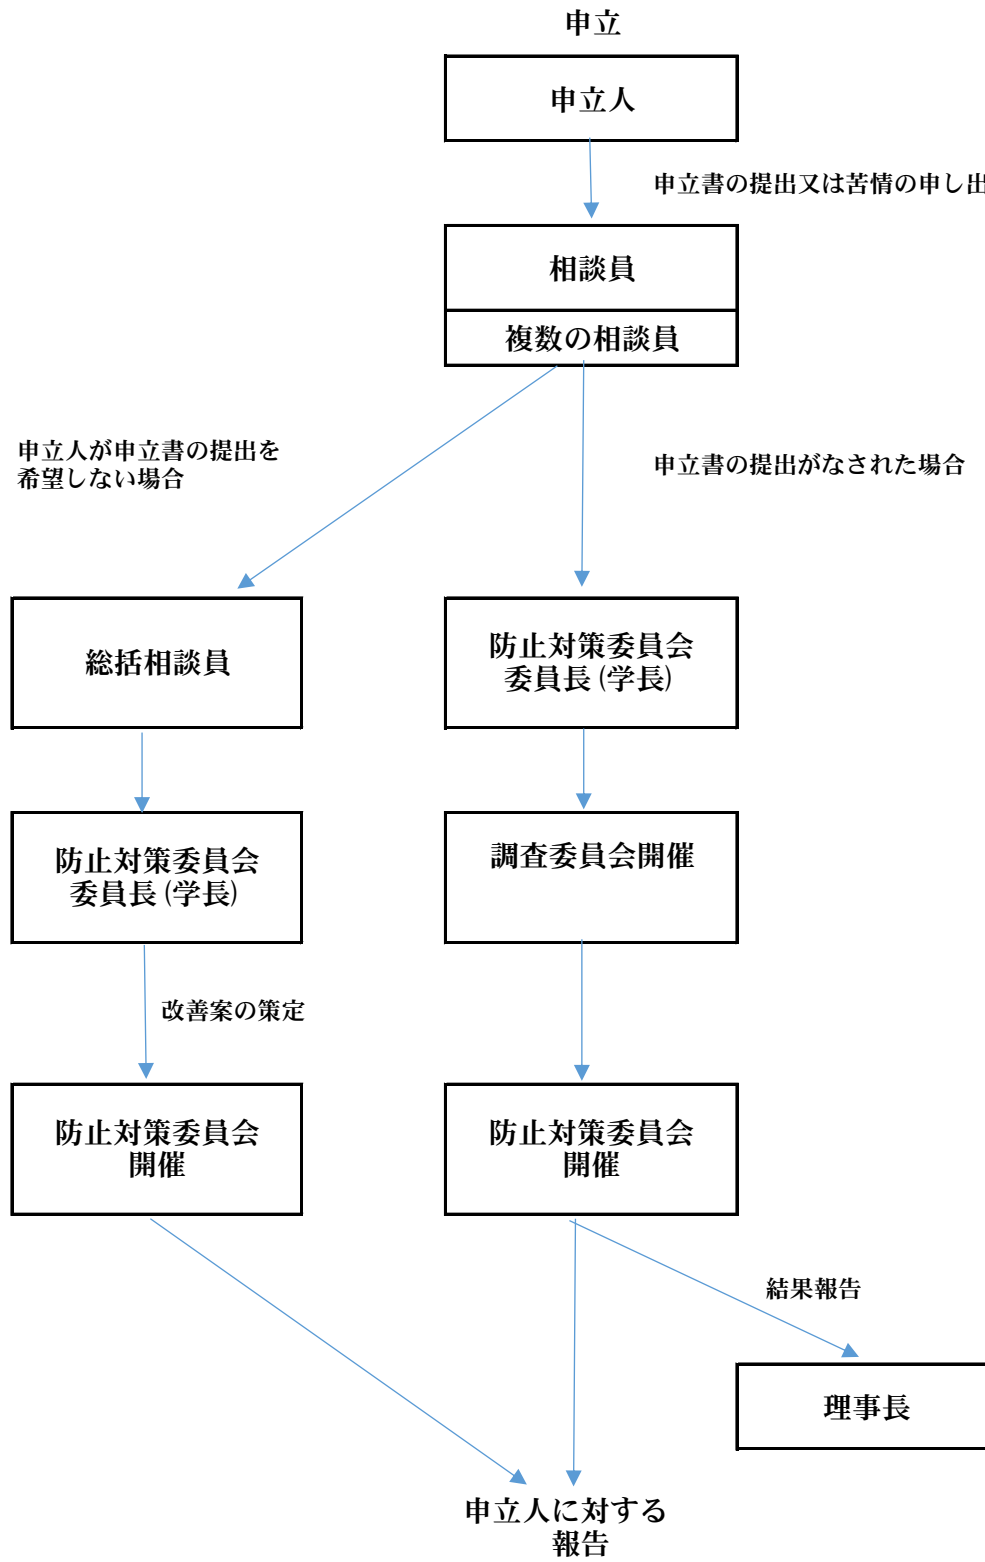 申立
申立人
申立書の提出又は苦情の申し出
相談員
複数の相談員
申立人が申立書の提出を
希望しない場合
申立書の提出がなされた場合
総括相談員
防止対策委員会
委員長 (学長)
防止対策委員会
委員長 (学長)
調査委員会開催
改善案の策定
防止対策委員会
開催
防止対策委員会
開催
結果報告
理事長
申立人に対する
報告